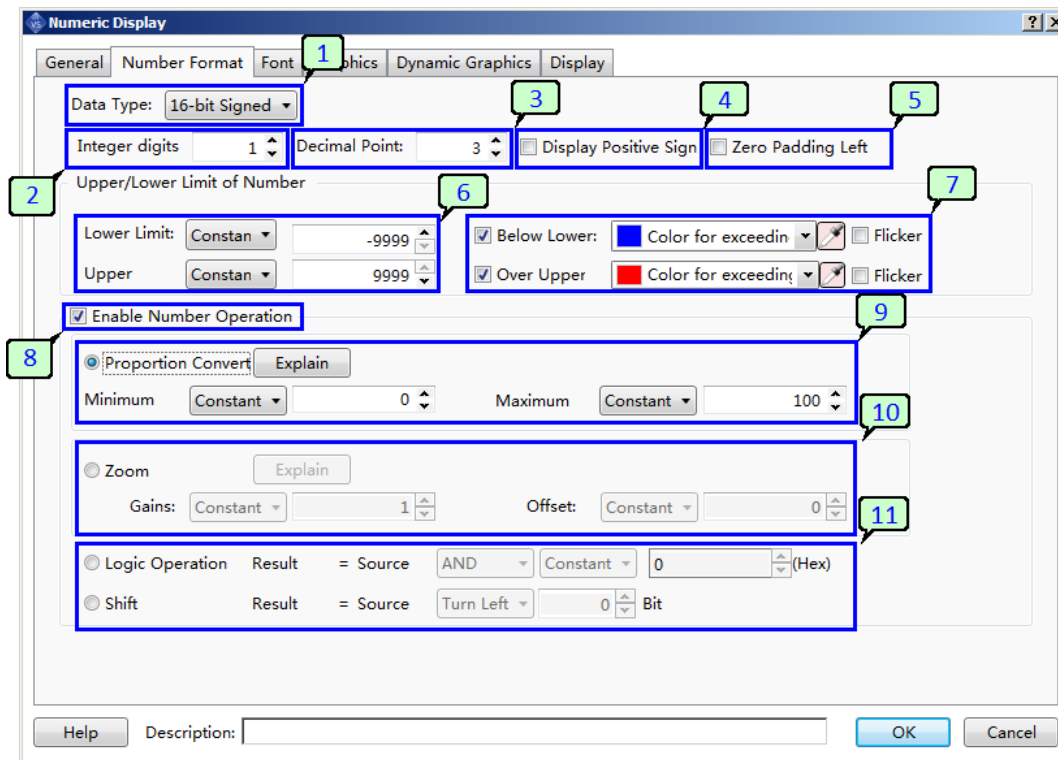 Numeric Display
General Number Format Font Graphics Dynamic Graphics Display
1
Data Type: 16-bit Signed
3
4
5
Integer digits 1 Decimal Point: 3 Display Positive Sign Zero Padding Left
2
Upper/Lower Limit of Number
6
7
Lower Limit: Constan -9999 Below Lower: Color for exceedin Flicker
Upper Constan 9999 Over Upper Color for exceeding Flicker
8
Enable Number Operation
9
Proportion Convert Explain
Minimum Constant 0 Maximum Constant 100
10
Zoom Explain
Gains: Constant 1 Offset: Constant 0
11
Logic Operation Result = Source AND Constant 0 (Hex)
Shift Result = Source Turn Left 0 Bit
Help Description: OK Cancel